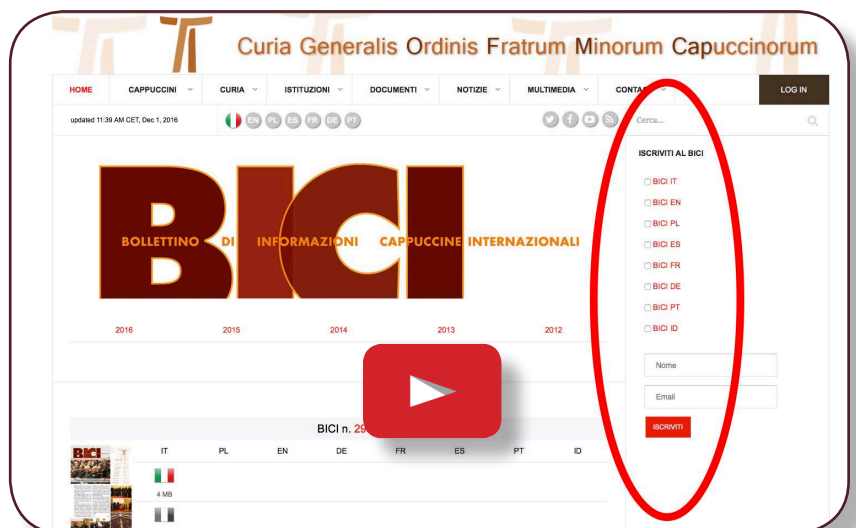 Curia Generalis Ordinis Fratrum Minorum Capuccinorum
HOME CAPPUCCINI CURIA ISTITUZIONI DOCUMENTI NOTIZIE MULTIMEDIA LOG IN
updated 11:39 AM CET, Dec 1, 2016 EN PL ES FR DE PT Cerca...
BICI
BOLLETTINO DI INFORMAZIONI CAPPUCCINE INTERNAZIONALI
2016 2015 2014 2013 2012
ISCRIVITI AL BICI
BICI IT
BICI EN
BICI PL
BICI ES
BICI FR
BICI DE
BICI PT
BICI ID
Nome
Email
ISCRIVITI
BICI n.
IT PL EN DE FR ES PT ID
BICI
4 MB